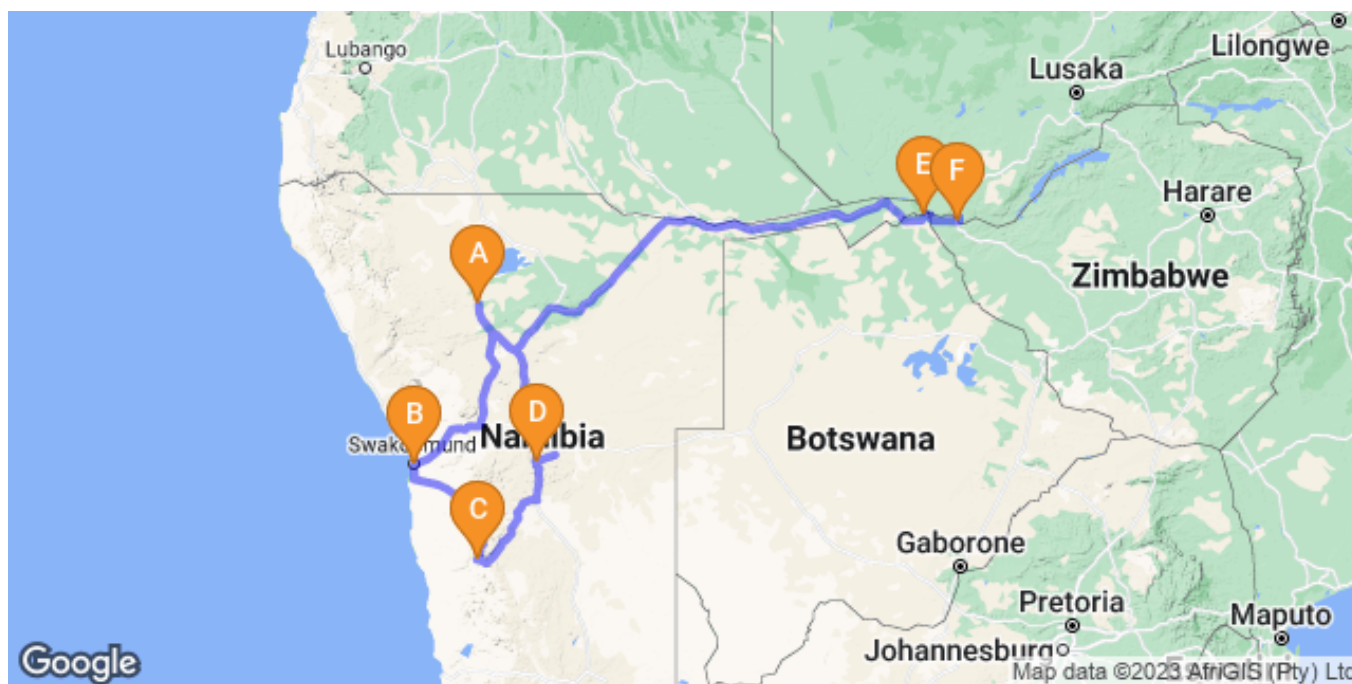 Lubango
Lilongwe
Lusaka
E
F
Harare
A
Zimbabwe
B
D
Swakopmund
Namibia
Botswana
C
Gaborone
Pretoria
Maputo
Johannesburg
Google
Map data ©2023 AfriGIS (Pty) Ltd